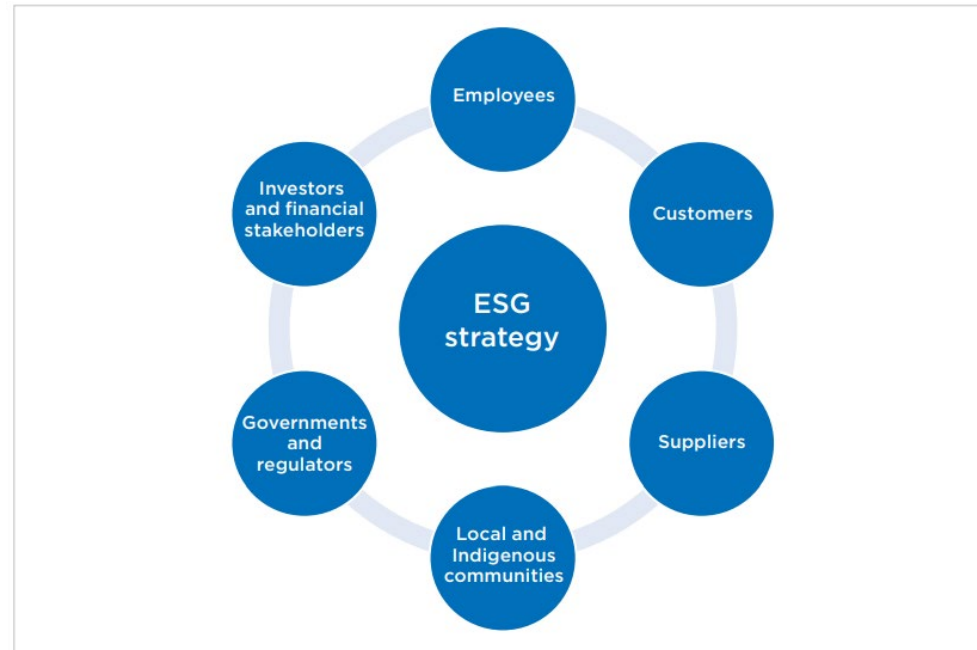 Employees
Customers
Suppliers
Local and
Indigenous
communities
Governments
and
regulators
Investors
and financial
stakeholders
ESG
strategy